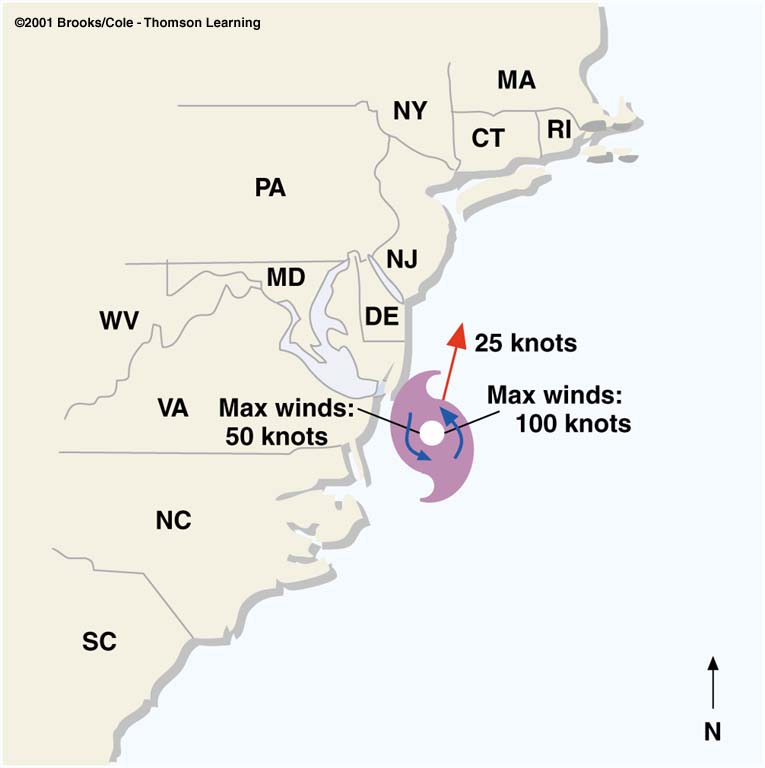 ©2001 Brooks/Cole - Thomson Learning
MA
NY
CT
RI
PA
NJ
MD
DE
WV
25 knots
VA
Max winds:
50 knots
Max winds:
100 knots
NC
SC
N